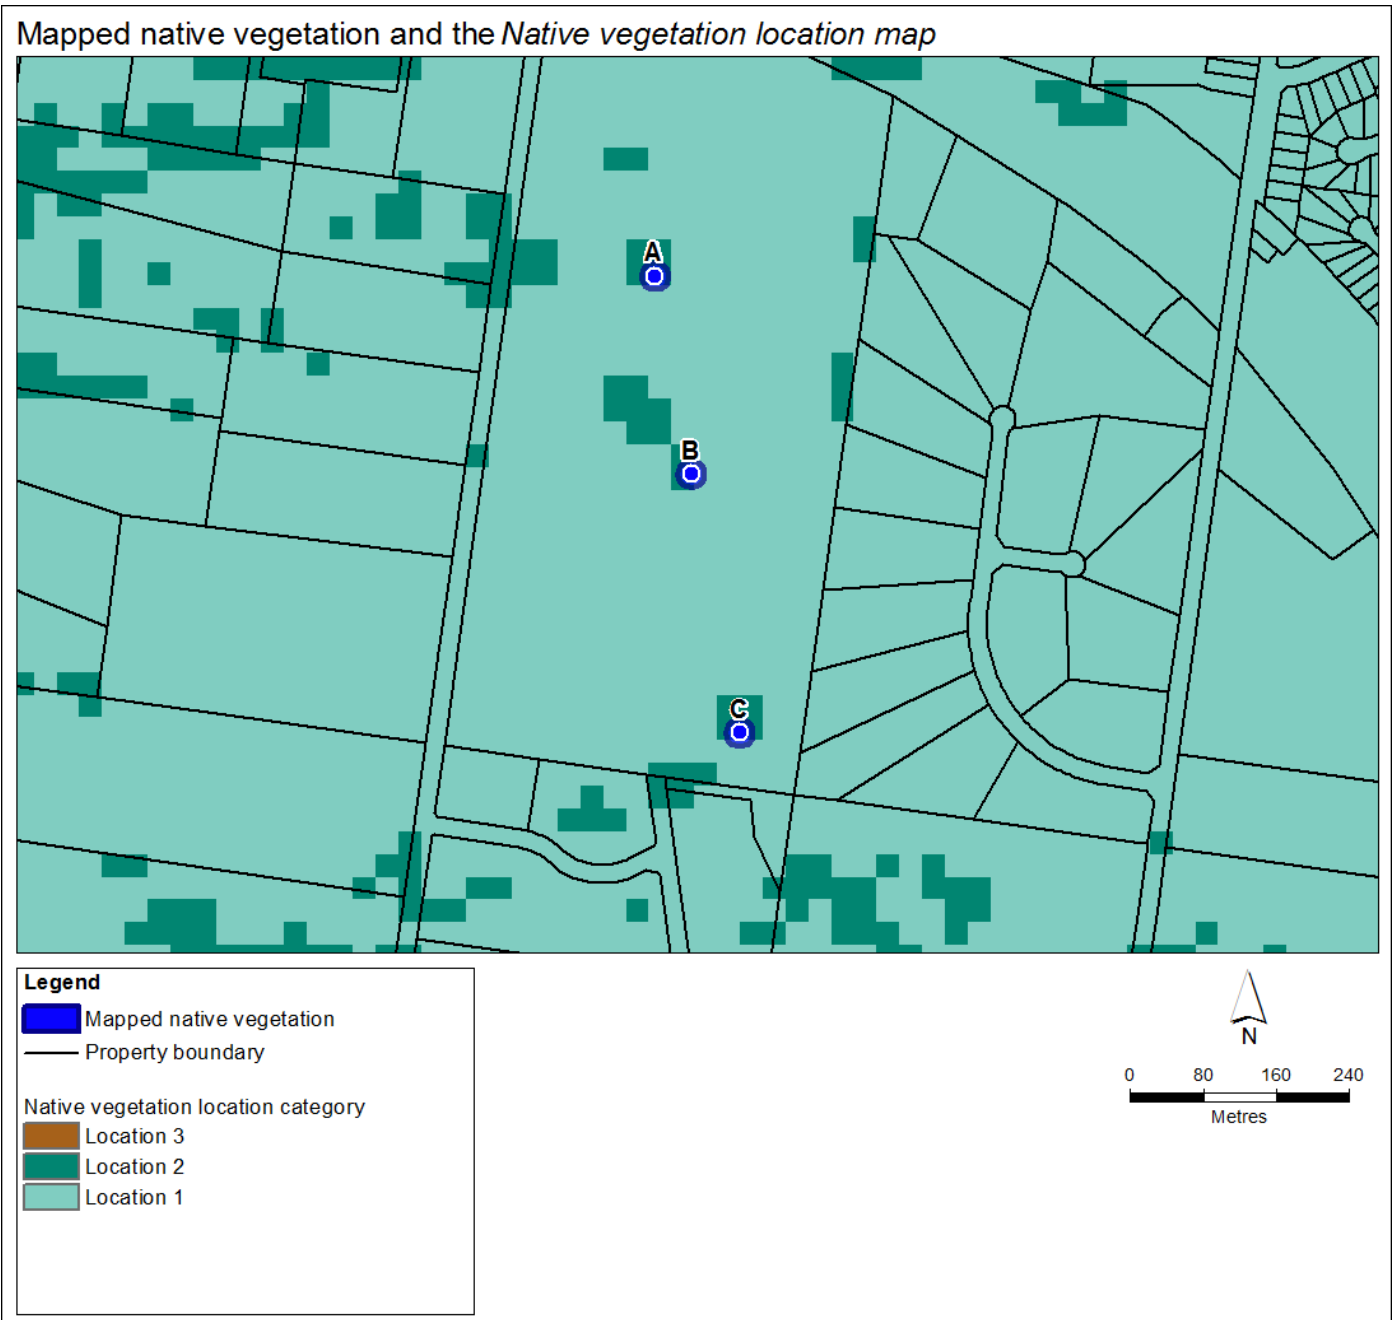 Mapped native vegetation and the Native vegetation location map
A
B
C
Legend
Mapped native vegetation
Property boundary
Native vegetation location category
Location 3
Location 2
Location 1
N
0 80 160 240
Metres